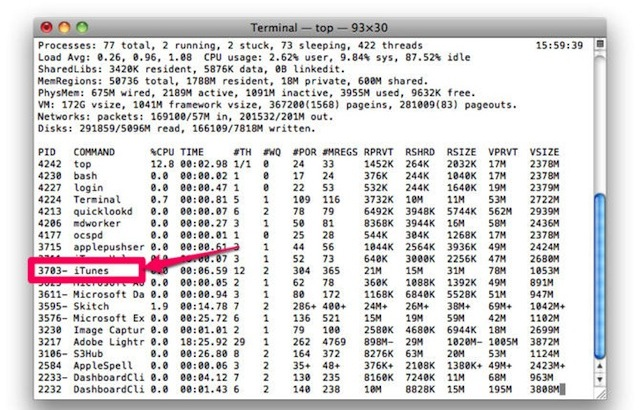 Terminal — top — 93×30
Processes: 77 total, 2 running, 2 stuck, 73 sleeping, 422 threads 15:59:39
Load Avg: 0.26, 0.96, 1.08 CPU usage: 2.62% user, 9.84% sys, 87.52% idle
SharedLibs: 3420K resident, 5876K data, 0B linkedit.
MemRegions: 50736 total, 1788M resident, 18M private, 600M shared.
PhysMem: 675M wired, 2189M active, 1091M inactive, 3955M used, 9632K free.
VM: 172G vsize, 1041M framework vsize, 367200(1568) pageins, 281009(83) pageouts.
Networks: packets: 169100/57M in, 201532/201M out.
Disks: 291859/5096M read, 166109/7818M written.
PID COMMAND %CPU TIME #TH #WQ #POR #MREGS RPRVT RSHRD RSIZE VPRVT VSIZE
4242 top 12.8 00:02.98 1/1 0 24 33 1452K 264K 2032K 17M 2378M
4230 bash 0.0 00:00.02 1 0 17 24 376K 244K 1040K 17M 2378M
4227 login 0.0 00:00.47 1 0 22 53 532K 244K 1640K 19M 2379M
4224 Terminal 0.7 00:00.81 5 1 109 116 3732K 10M 11M 53M 2722M
4213 quicklookd 0.0 00:00.07 6 2 78 79 6492K 3948K 5744K 562M 2939M
4206 mdworker 0.0 00:00.27 3 1 50 81 8368K 3944K 16M 58M 2436M
4177 ocspd 0.0 00:00.01 1 0 25 28 544K 304K 1268K 17M 2378M
3715 applepushser 0.0 00:00.61 3 1 44 56 1044K 2564K 3936K 49M 2424M
0.0 00:00.07 3 1 52 73 640K 3000K 2256K 47M 2680M
3703- iTunes 0.0 00:06.59 12 2 304 365 21M 15M 31M 78M 1053M
Microsoft 0.0 00:00.05 2 1 62 78 360K 1088K 1392K 49M 891M
3611- Microsoft Da 0.0 00:00.94 3 1 80 172 1168K 6840K 5528K 51M 947M
3595- Skitch 1.9 00:14.78 7 2 286+ 400+ 24M+ 26M+ 38M+ 69M+ 1042M+
3576- Microsoft Ex 0.0 00:25.72 6 1 136 521 15M 19M 59M 42M 1102M
3230 Image Captur 0.0 00:01.01 2 1 79 100 2580K 4680K 6944K 18M 2699M
3217 Adobe Lightr 0.0 18:25.92 29 1 262 4769 898M- 29M 1020M- 1005M 3872M
3106- S3Hub 0.0 00:26.80 8 2 164 372 8276K 63M 20M 53M 1124M
2584 AppleSpell 0.0 00:00.06 3 2 35+ 48+ 376K+ 2108K 1380K+ 49M+ 2423M+
2233- DashboardCli 0.0 00:04.12 7 2 130 235 8160K 7240K 11M 68M 963M
2232 DashboardCli 0.0 00:01.43 6 2 140 238 10M 8828K 15M 195M 3808M